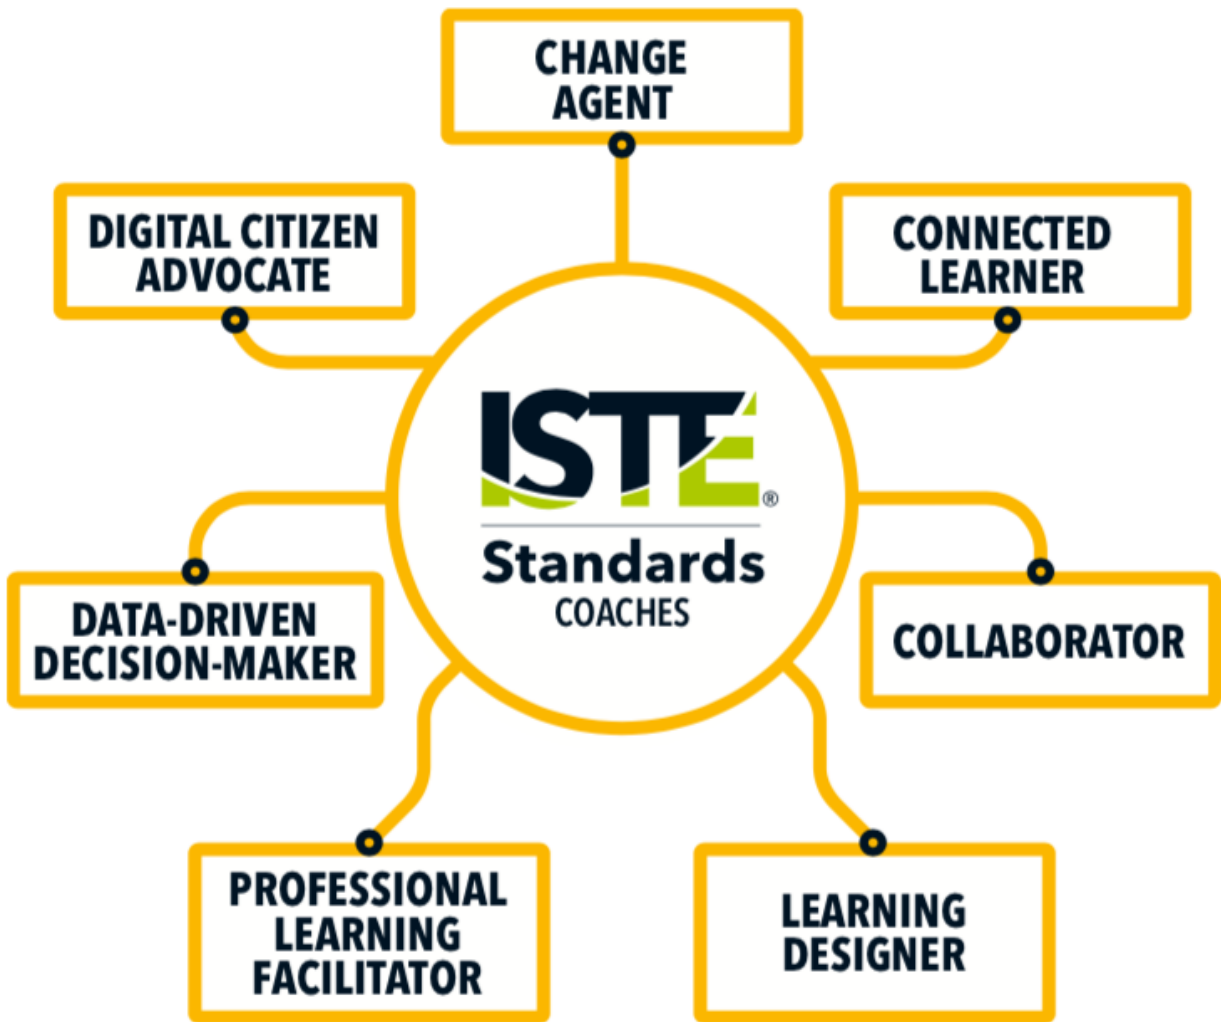 CHANGE
AGENT
DIGITAL CITIZEN
ADVOCATE
CONNECTED
LEARNER
ISTE®
Standards
COACHES
DATA-DRIVEN
DECISION-MAKER
COLLABORATOR
PROFESSIONAL
LEARNING
FACILITATOR
LEARNING
DESIGNER